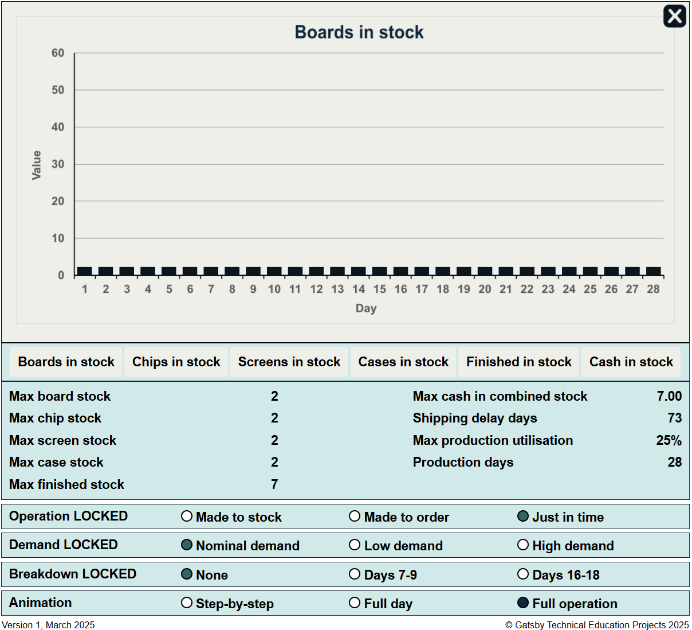 Boards in stock
60
50
40
30
20
10
0
Value
1 2 3 4 5 6 7 8 9 10 11 12 13 14 15 16 17 18 19 20 21 22 23 24 25 26 27 28
Day
Boards in stock Chips in stock Screens in stock Cases in stock Finished in stock Cash in stock
Max board stock 2 Max cash in combined stock 7.00
Max chip stock 2 Shipping delay days 73
Max screen stock 2 Max production utilisation 25%
Max case stock 2 Production days 28
Max finished stock 7
Operation LOCKED Made to stock Made to order Just in time
Demand LOCKED Nominal demand Low demand High demand
Breakdown LOCKED None Days 7-9 Days 16-18
Animation Step-by-step Full day Full operation
Version 1, March 2025 © Gatsby Technical Education Projects 2025